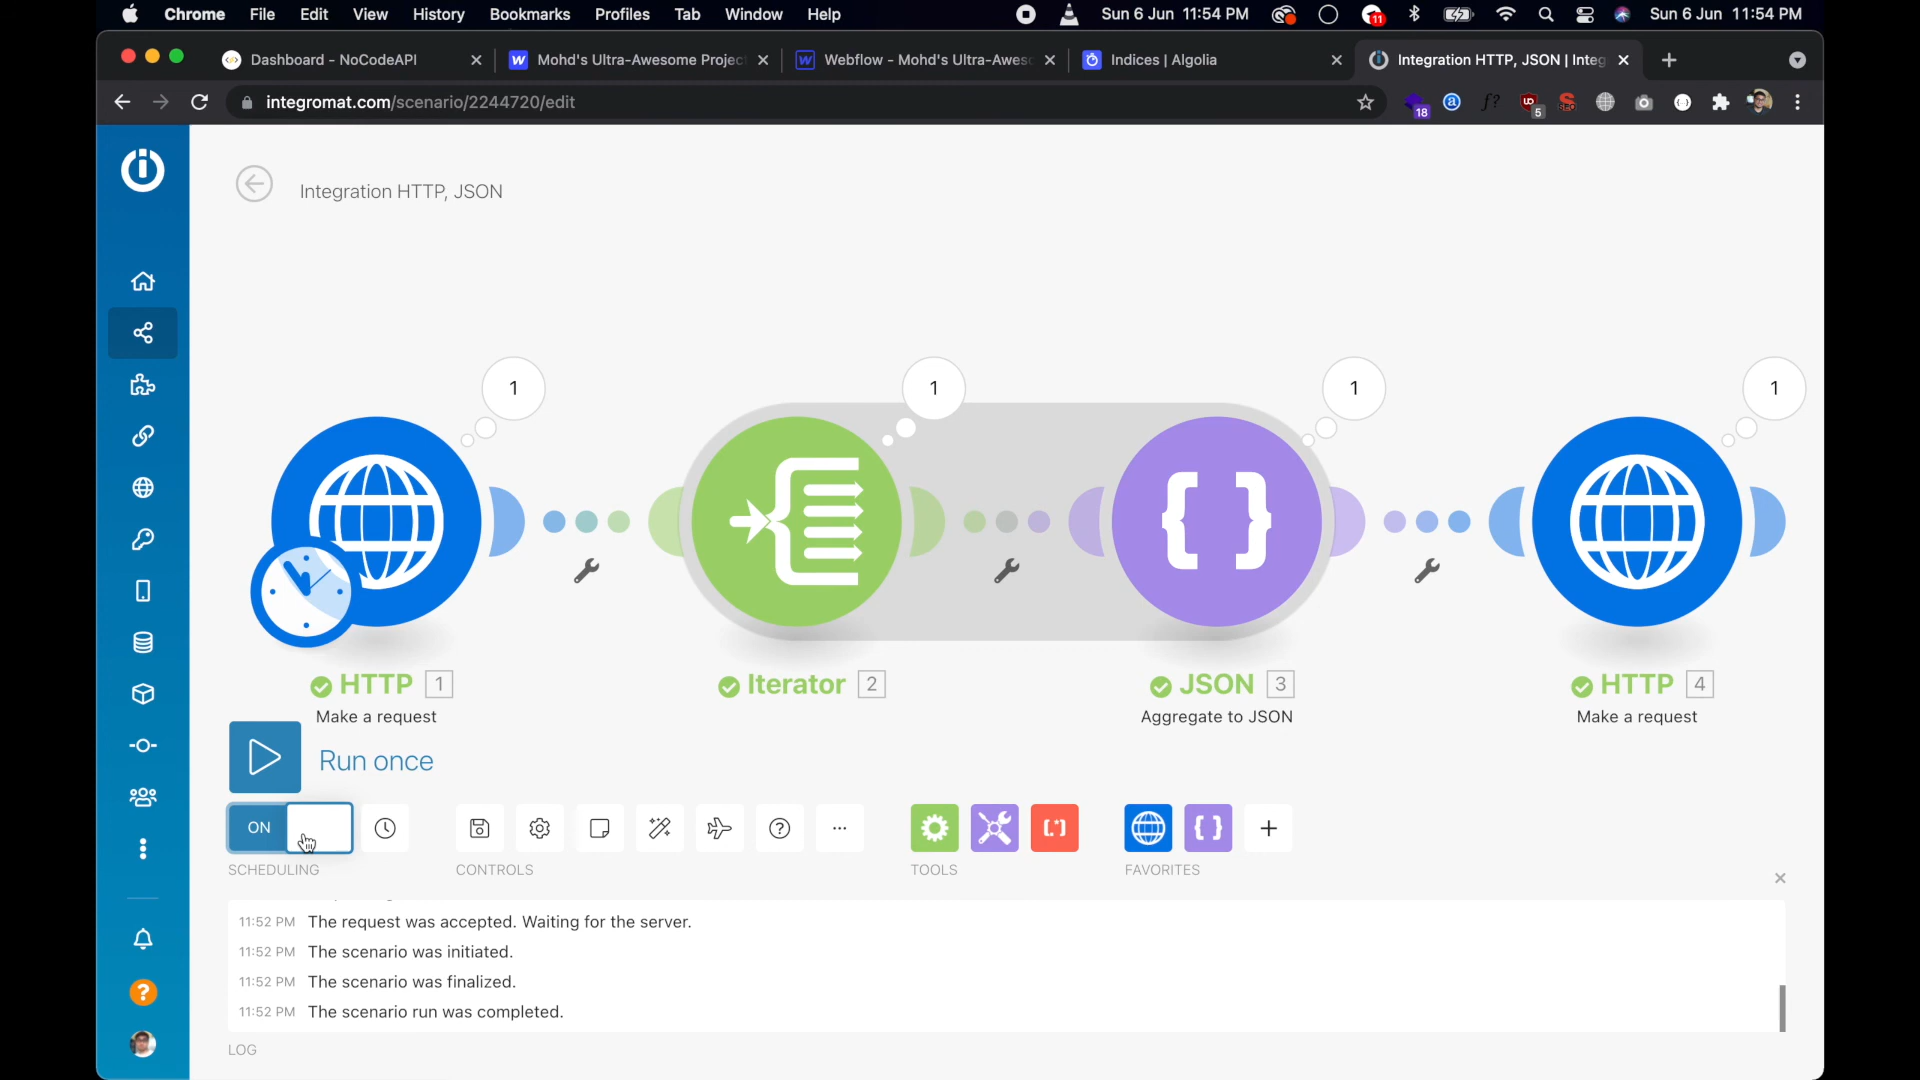 Chrome File Edit View History Bookmarks Profiles Tab Window Help 11 Sun 6 Jun 11:54 PM Sun 6 Jun 11:54 PM
Dashboard - NoCodeAPI
Mohd's Ultra-Awesome Projec
Webflow - Mohd's Ultra-Aweso
Indices | Algolia
Integration HTTP, JSON | Integ
integromat.com/scenario/2244720/edit
18
5
Integration HTTP, JSON
1
1
1
1
HTTP 1
Make a request
Iterator 2
JSON 3
Aggregate to JSON
HTTP 4
Make a request
Run once
ON
SCHEDULING
CONTROLS
TOOLS
FAVORITES
11:52 PM The request was accepted. Waiting for the server.
11:52 PM The scenario was initiated.
11:52 PM The scenario was finalized.
11:52 PM The scenario run was completed.
LOG